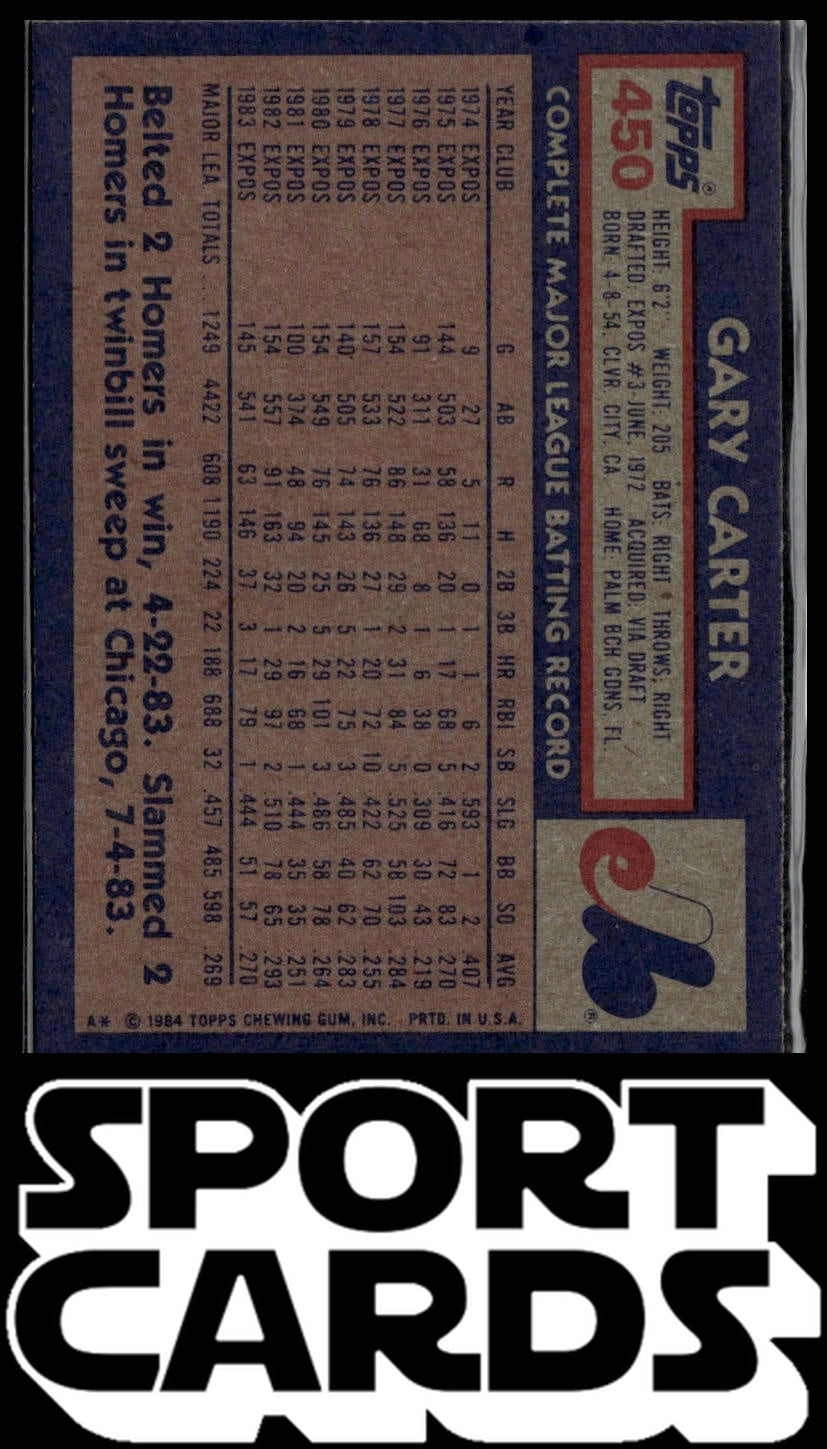 topps®
450
GARY CARTER
HEIGHT: 6'2" WEIGHT: 205 BATS: RIGHT THROWS: RIGHT
DRAFTED: EXPOS #3-JUNE, 1972 ACQUIRED: VIA DRAFT
BORN: 4-8-54, CLVR. CITY, CA. HOME: PALM BCH GDNS, FL.
COMPLETE MAJOR LEAGUE BATTING RECORD
YEAR CLUB G AB R H 2B 3B HR RBI SB SLG BB SO AVG
1974 EXPOS 9 27 5 11 0 1 1 6 2 .593 1 2 .407
1975 EXPOS 144 503 58 136 20 1 17 68 5 .416 72 83 .270
1976 EXPOS 91 311 31 68 8 1 6 38 0 .309 30 43 .219
1977 EXPOS 154 522 86 148 29 2 31 84 5 .525 58 103 .284
1978 EXPOS 157 533 76 136 27 1 20 72 10 .422 62 70 .255
1979 EXPOS 140 505 74 143 26 5 22 75 3 .485 40 62 .283
1980 EXPOS 154 549 76 145 25 5 29 101 3 .486 58 78 .264
1981 EXPOS 100 374 48 94 20 2 16 68 1 .444 35 35 .251
1982 EXPOS 154 557 91 163 32 1 29 97 2 .510 78 65 .293
1983 EXPOS 145 541 63 146 37 3 17 79 1 .444 51 57 .270
MAJOR LEA. TOTALS... 1249 4422 608 1190 224 22 188 688 32 .457 485 598 .269
Belted 2 Homers in win, 4-22-83. Slammed 2
Homers in twinbill sweep at Chicago, 7-4-83.
A* © 1984 TOPPS CHEWING GUM, INC. PRTD. IN U.S.A.
®
SPORT
CARDS